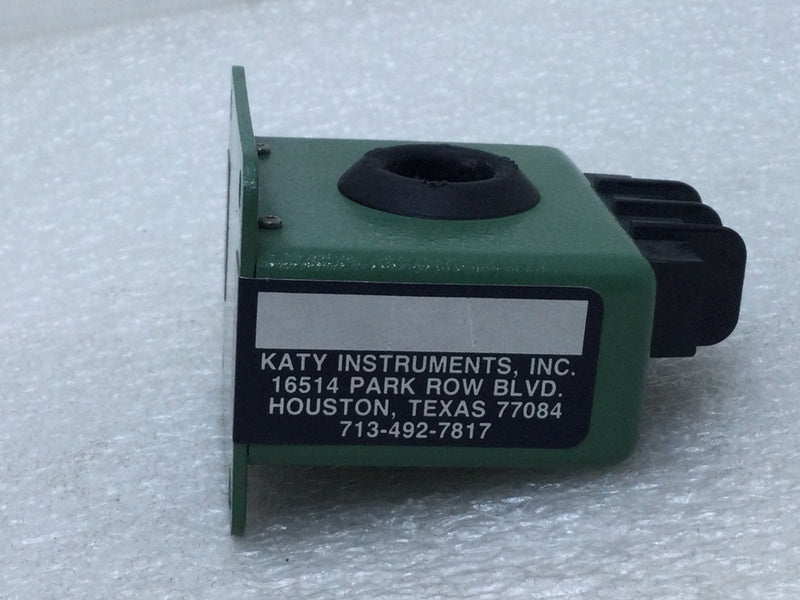 KATY INSTRUMENTS, INC.
16514 PARK ROW BLVD.
HOUSTON, TEXAS 77084
713-492-7817